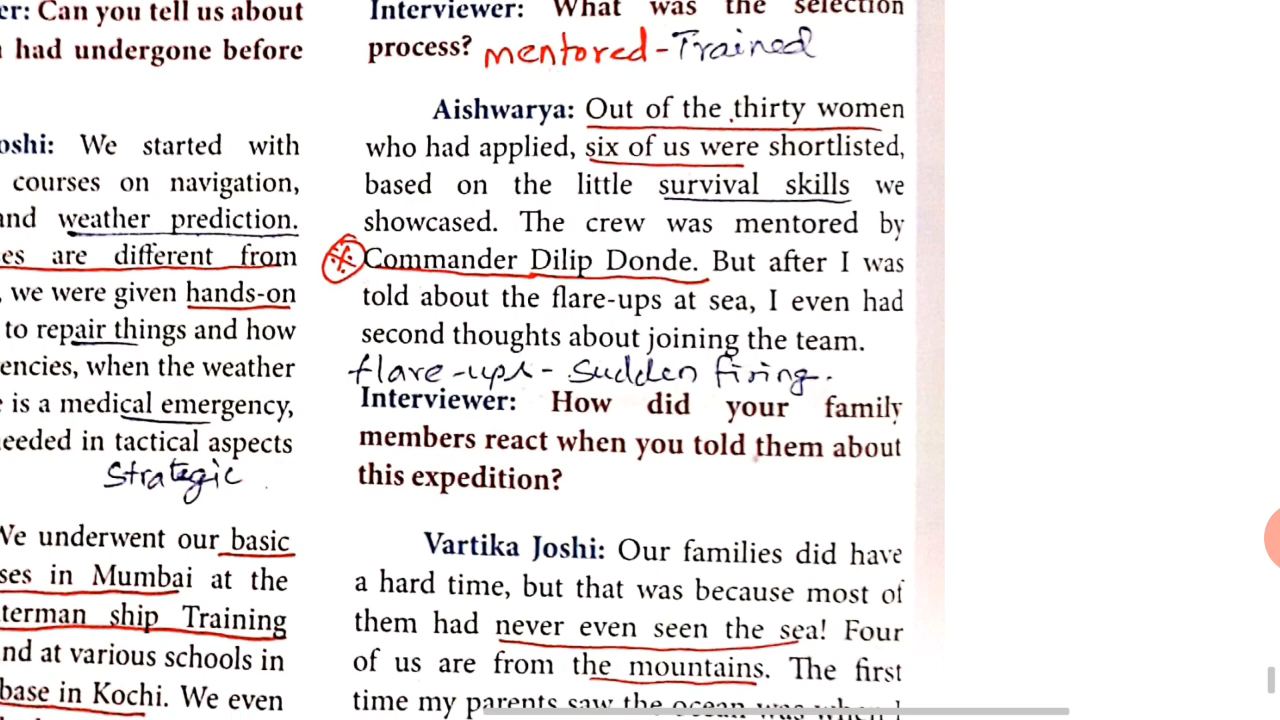 er: Can you tell us about
had undergone before
oshi: We started with
courses on navigation,
and weather prediction.
es are different from
, we were given hands-on
to repair things and how
encies, when the weather
is a medical emergency,
needed in tactical aspects
Strategic
We underwent our basic
ses in Mumbai at the
terman ship Training
nd at various schools in
base in Kochi. We even
Interviewer: What was the selection
process? mentored - Trained
Aishwarya: Out of the thirty women
who had applied, six of us were shortlisted,
based on the little survival skills we
showcased. The crew was mentored by
Commander Dilip Donde. But after I was
told about the flare-ups at sea, I even had
second thoughts about joining the team.
flare-ups - Sudden firing.
Interviewer: How did your family
members react when you told them about
this expedition?
Vartika Joshi: Our families did have
a hard time, but that was because most of
them had never even seen the sea! Four
of us are from the mountains. The first
time my parents saw the ocean was when I